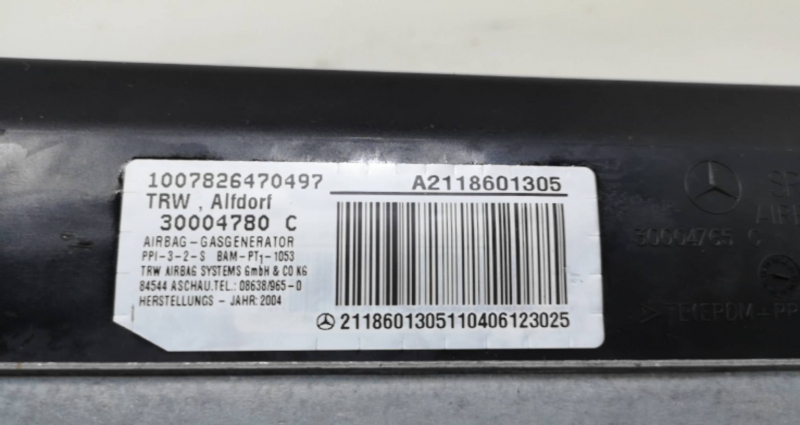 1007826470497 A2118601305
TRW , Alfdorf
30004780 C
AIRBAG-GASGENERATOR
PPI-3-2-S BAM-PT1-1053
TRW AIRBAG SYSTEMS GmbH & CO KG
84544 ASCHAU.TEL.: 08638/965-0
HERSTELLUNGS - JAHR: 2004
2118601305110406123025
30004765 C